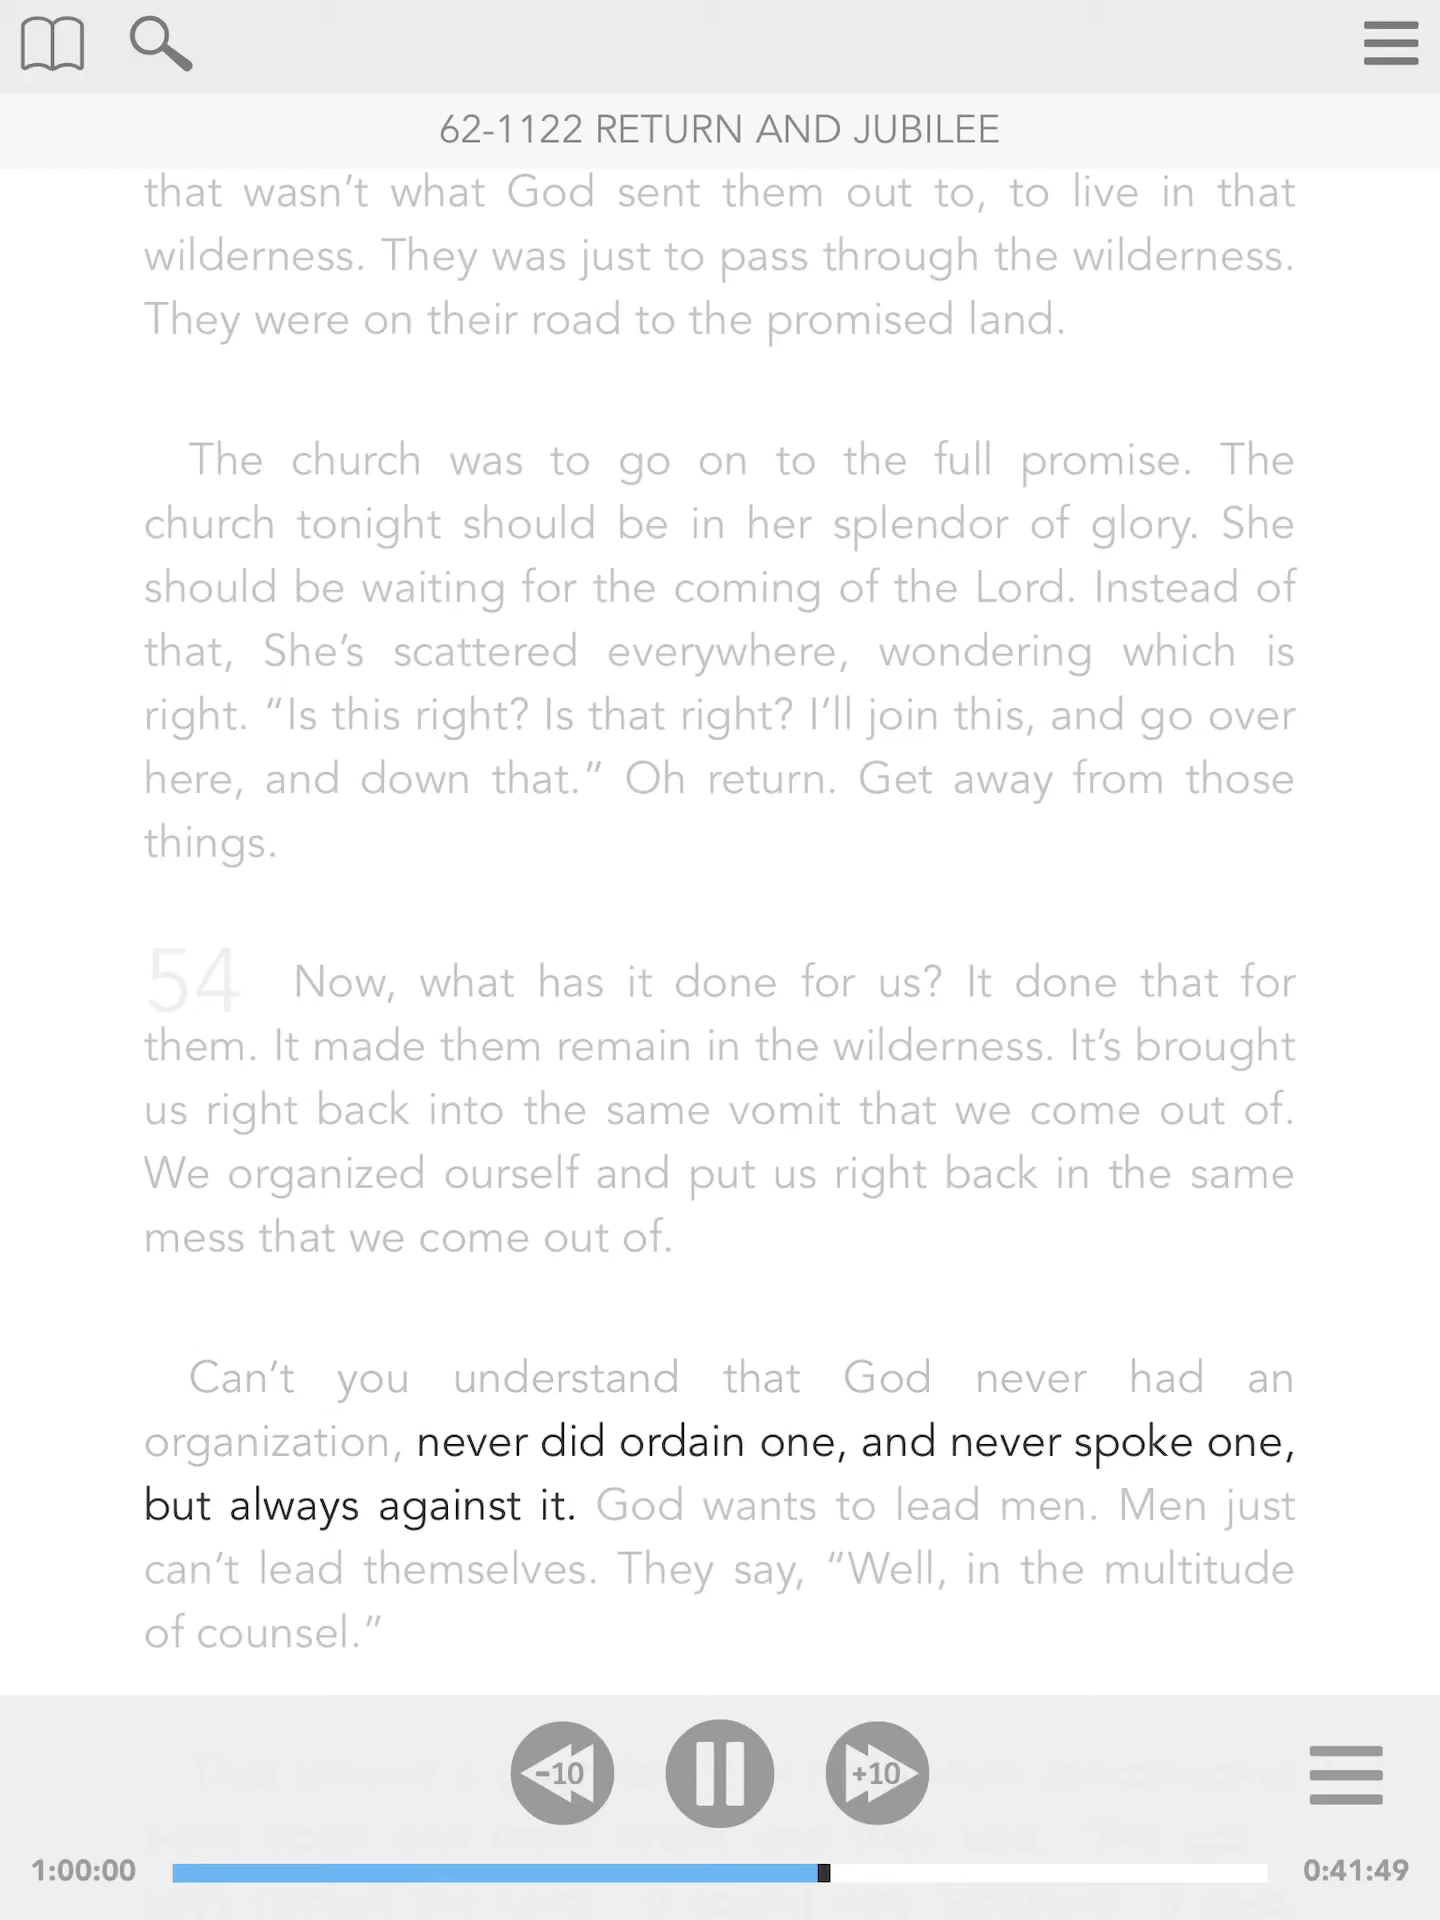 62-1122 RETURN AND JUBILEE
that wasn’t what God sent them out to, to live in that
wilderness. They was just to pass through the wilderness.
They were on their road to the promised land.
The church was to go on to the full promise. The
church tonight should be in her splendor of glory. She
should be waiting for the coming of the Lord. Instead of
that, She’s scattered everywhere, wondering which is
right. “Is this right? Is that right? I’ll join this, and go over
here, and down that.” Oh return. Get away from those
things.
54 Now, what has it done for us? It done that for
them. It made them remain in the wilderness. It’s brought
us right back into the same vomit that we come out of.
We organized ourself and put us right back in the same
mess that we come out of.
Can’t you understand that God never had an
organization, never did ordain one, and never spoke one,
but always against it. God wants to lead men. Men just
can’t lead themselves. They say, “Well, in the multitude
of counsel.”
-10 +10
1:00:00 0:41:49